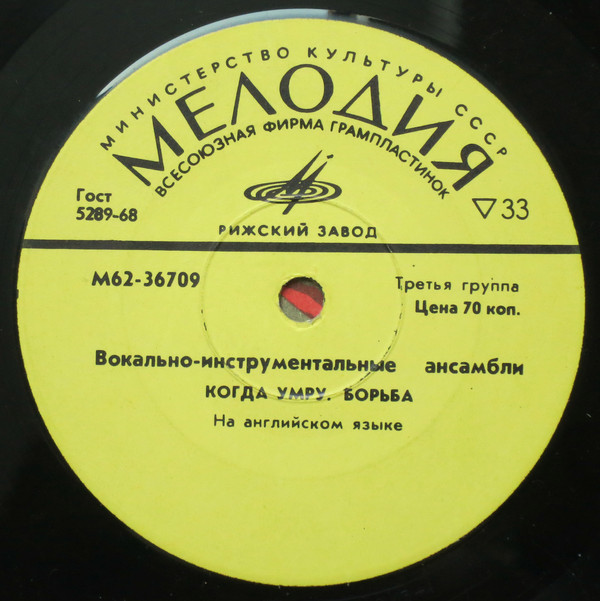 МИНИСТЕРСТВО КУЛЬТУРЫ СССР
МЕЛОДИЯ
ВСЕСОЮЗНАЯ ФИРМА ГРАМПЛАСТИНОК
Гост
5289-68
▽33
РИЖСКИЙ ЗАВОД
М62-36709
Третья группа
Цена 70 коп.
Вокально-инструментальные ансамбли
КОГДА УМРУ. БОРЬБА
На английском языке